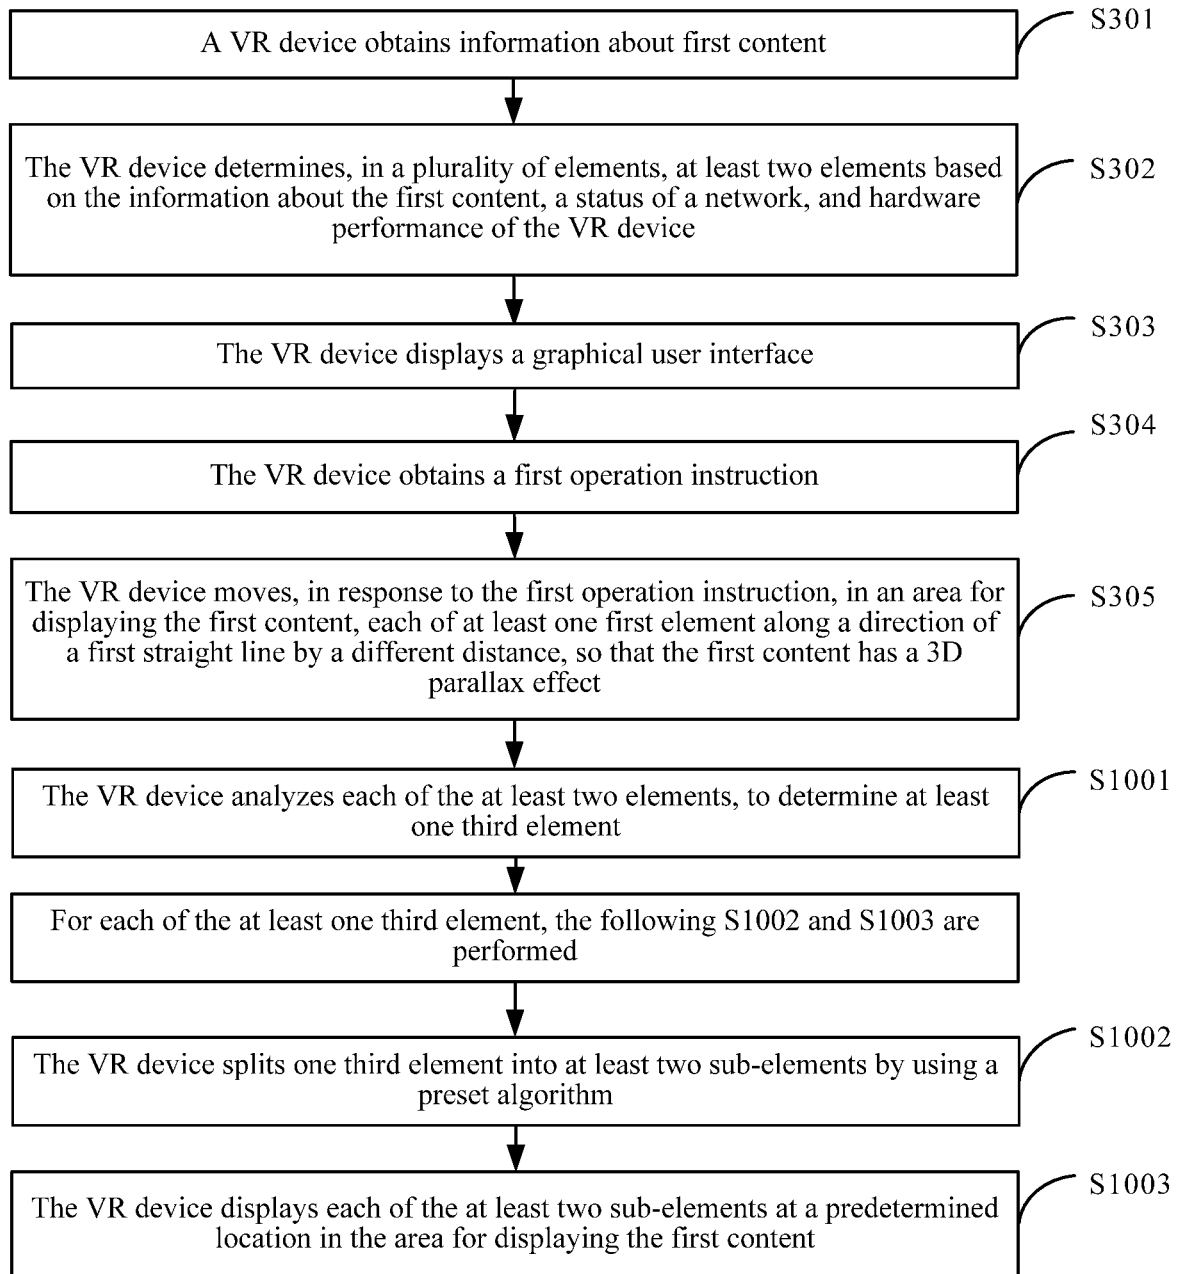 A VR device obtains information about first content
S301
The VR device determines, in a plurality of elements, at least two elements based
on the information about the first content, a status of a network, and hardware
performance of the VR device
S302
The VR device displays a graphical user interface
S303
The VR device obtains a first operation instruction
S304
The VR device moves, in response to the first operation instruction, in an area for
displaying the first content, each of at least one first element along a direction of
a first straight line by a different distance, so that the first content has a 3D
parallax effect
S305
The VR device analyzes each of the at least two elements, to determine at least
one third element
S1001
For each of the at least one third element, the following S1002 and S1003 are
performed
The VR device splits one third element into at least two sub-elements by using a
preset algorithm
S1002
The VR device displays each of the at least two sub-elements at a predetermined
location in the area for displaying the first content
S1003